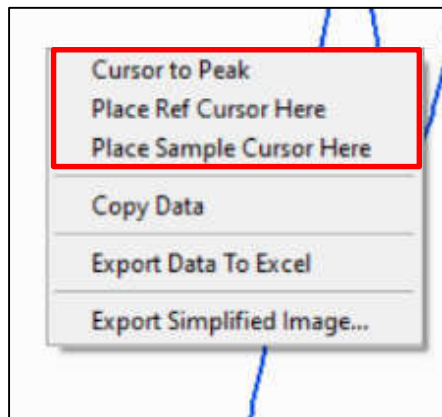 Cursor to Peak
Place Ref Cursor Here
Place Sample Cursor Here
Copy Data
Export Data To Excel
Export Simplified Image...